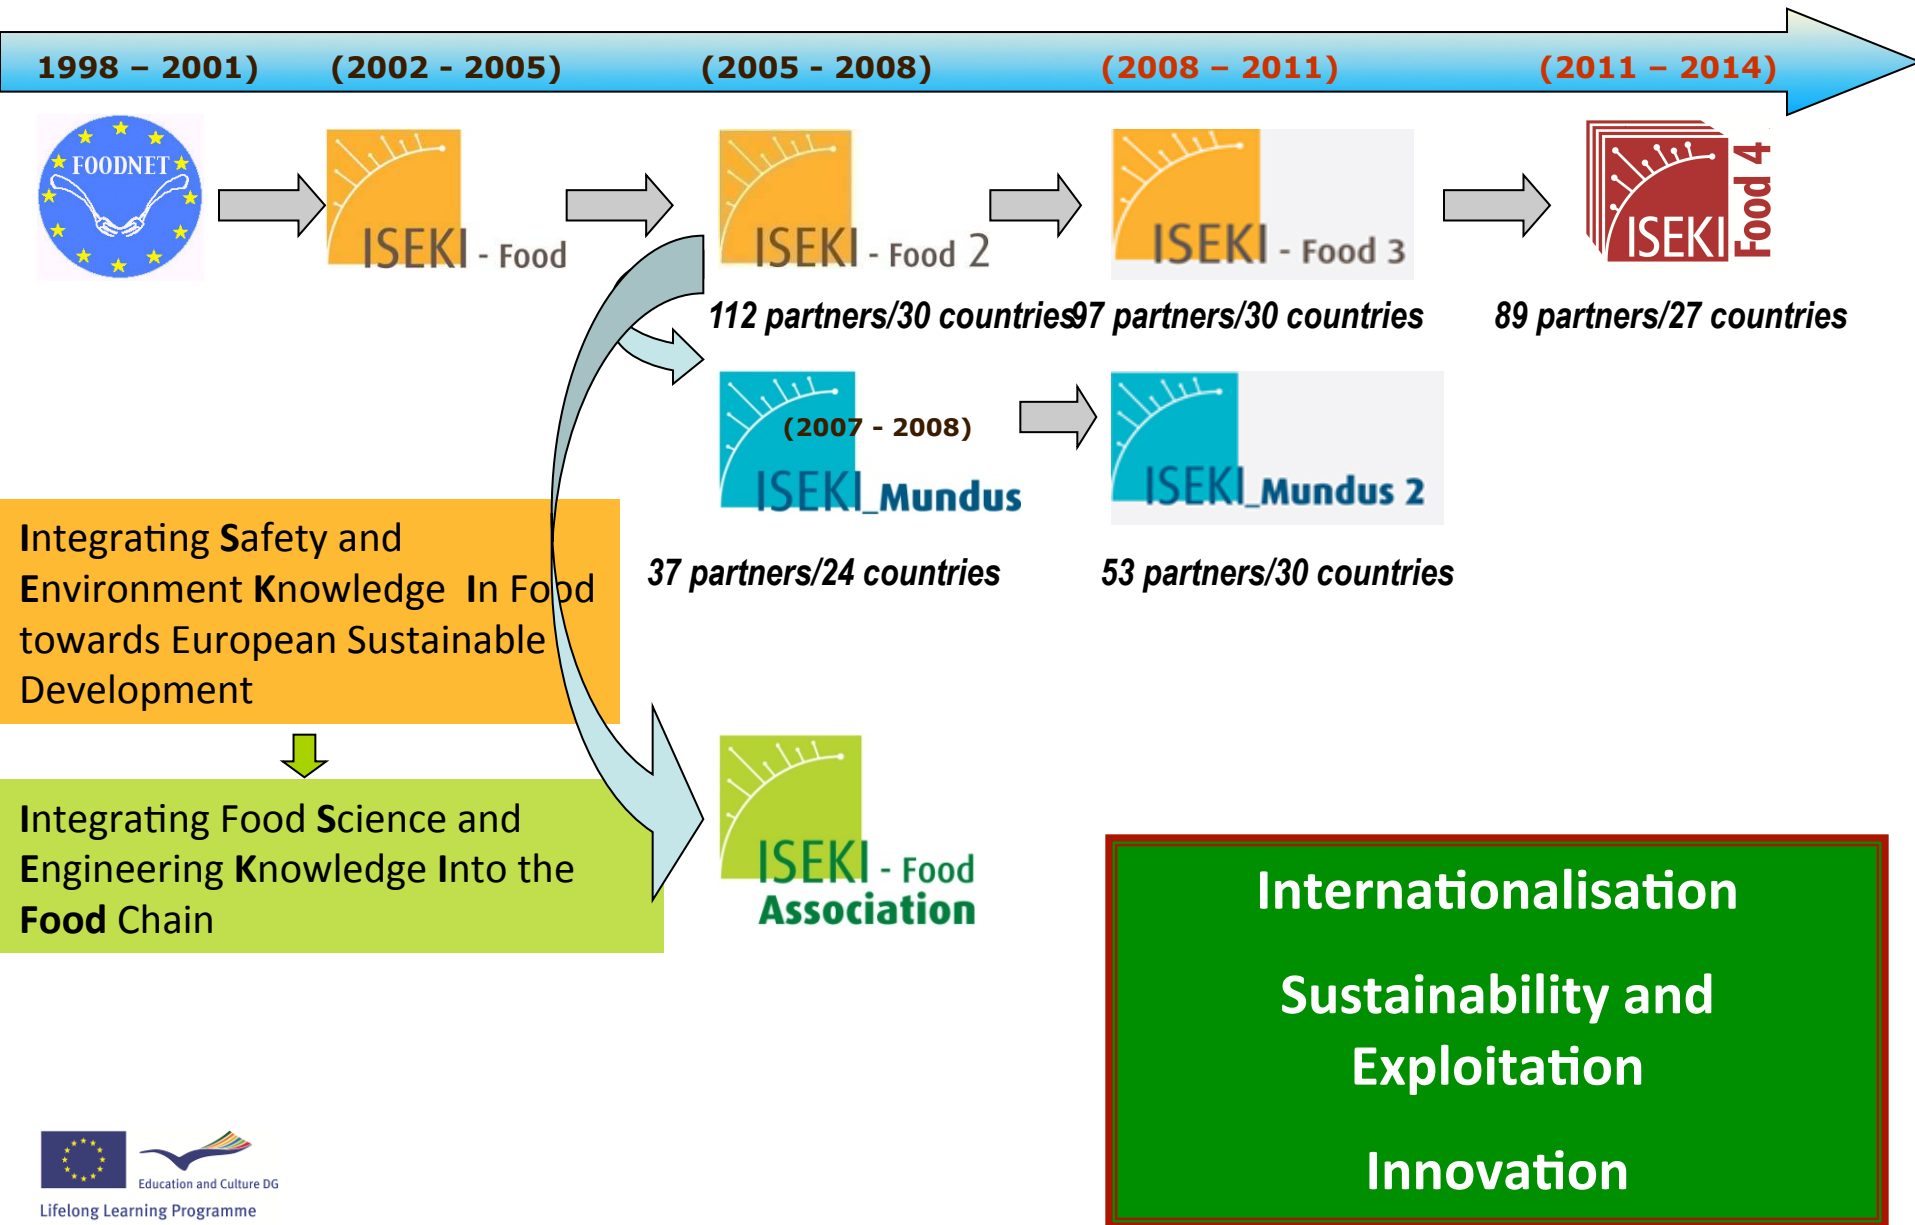 1998 – 2001) (2002 - 2005) (2005 - 2008) (2008 – 2011) (2011 – 2014)
FOODNET
ISEKI - Food
ISEKI - Food 2
ISEKI - Food 3
ISEKI Food 4
112 partners/30 countries
97 partners/30 countries
89 partners/27 countries
(2007 - 2008)
ISEKI_Mundus
ISEKI_Mundus 2
37 partners/24 countries
53 partners/30 countries
Integrating Safety and
Environment Knowledge In Food
towards European Sustainable
Development
Integrating Food Science and
Engineering Knowledge Into the
Food Chain
ISEKI - Food
Association
Internationalisation
Sustainability and
Exploitation
Innovation
Education and Culture DG
Lifelong Learning Programme